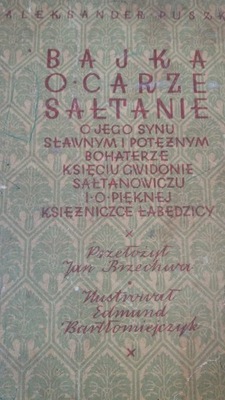 ALEKSANDER PUSZK
BAJKA
O·CARZE
SAŁTANIE
O JEGO SYNU
SŁAWNYM I POTĘŻNYM
BOHATERZE
KSIĘCIU GWIDONIE
SAŁTANOWICZU
I·O·PIĘKNEJ
KSIĘŻNICZCE ŁABĘDZICY
Przełożył
Jan Brzechwa
Ilustrował
Edmund
Bartłomiejczyk